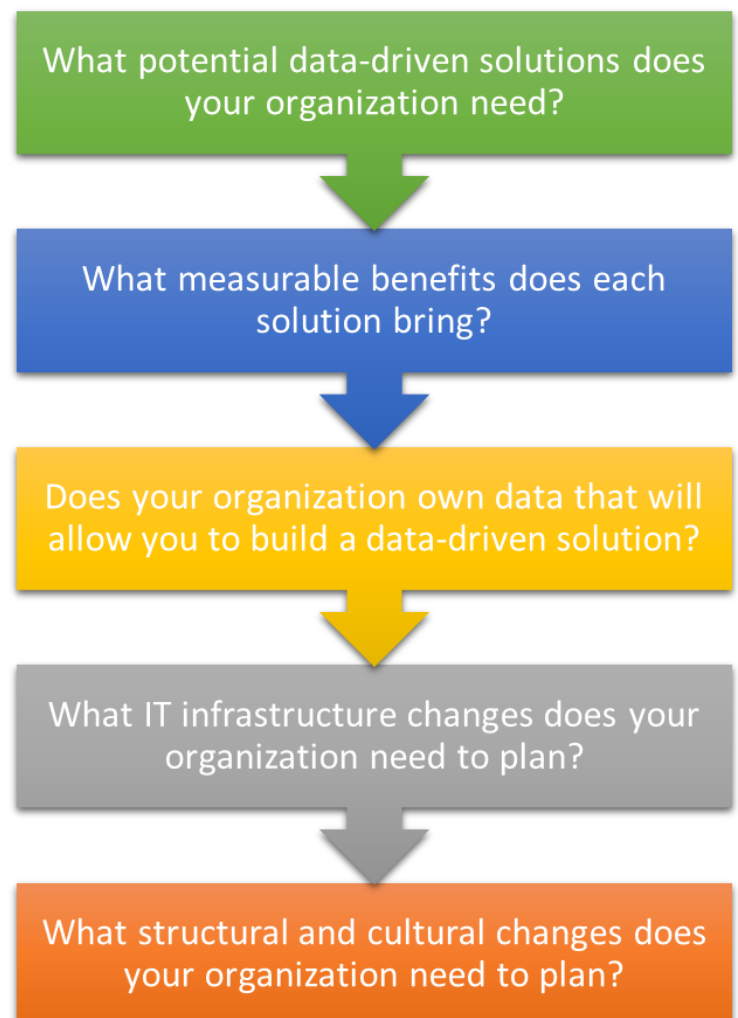 What potential data-driven solutions does
your organization need?
What measurable benefits does each
solution bring?
Does your organization own data that will
allow you to build a data-driven solution?
What IT infrastructure changes does your
organization need to plan?
What structural and cultural changes does
your organization need to plan?